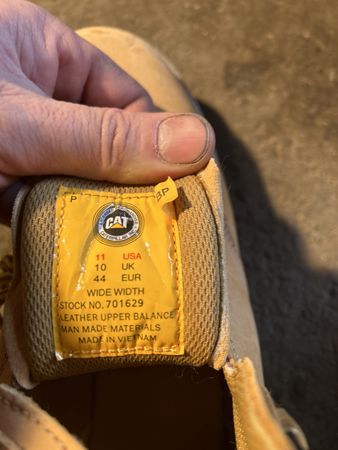 P
BP
CAT
11 USA
10 UK
44 EUR
WIDE WIDTH
STOCK NO. 701629
LEATHER UPPER BALANCE
MAN MADE MATERIALS
MADE IN VIETNAM